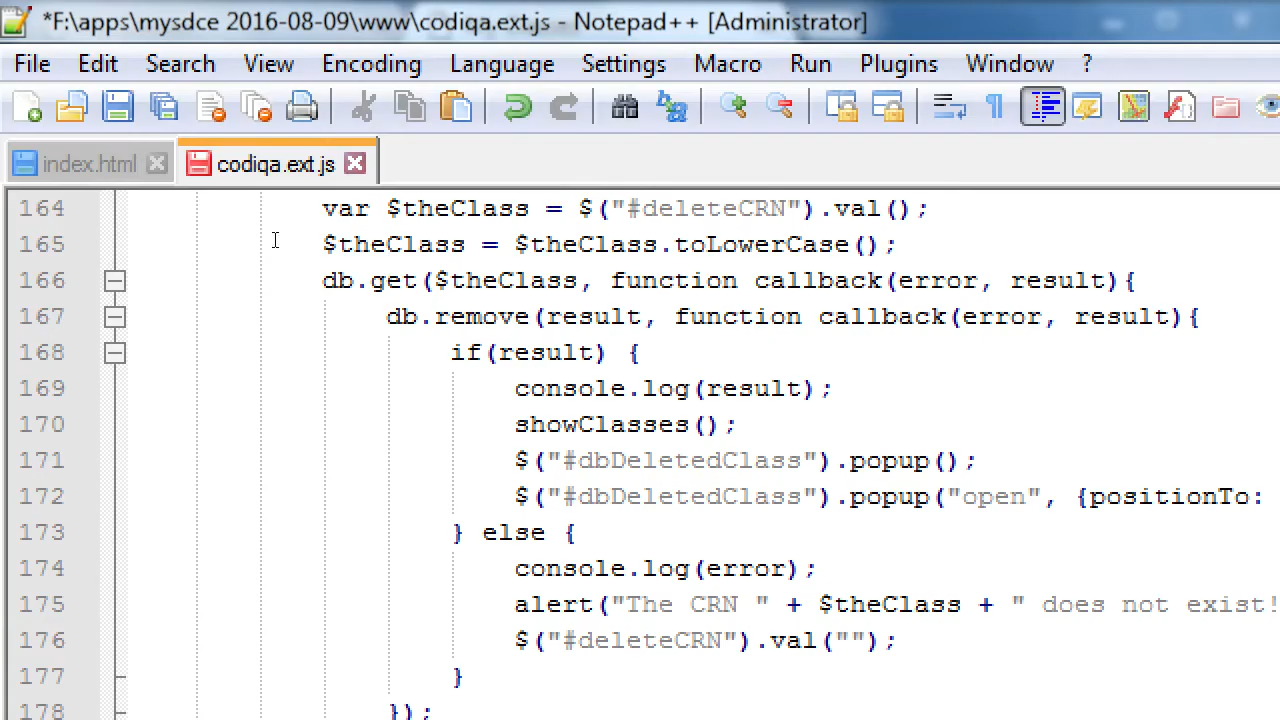 *F:\apps\mysdce 2016-08-09\www\codiqa.ext.js - Notepad++ [Administrator]
File Edit Search View Encoding Language Settings Macro Run Plugins Window ?
index.html codiqa.ext.js
164 var $theClass = $("#deleteCRN").val();
165 $theClass = $theClass.toLowerCase();
166 db.get($theClass, function callback(error, result){
167 db.remove(result, function callback(error, result){
168 if(result) {
169 console.log(result);
170 showClasses();
171 $("#dbDeletedClass").popup();
172 $("#dbDeletedClass").popup("open", {positionTo:
173 } else {
174 console.log(error);
175 alert("The CRN " + $theClass + " does not exist!
176 $("#deleteCRN").val("");
177 }
178 });